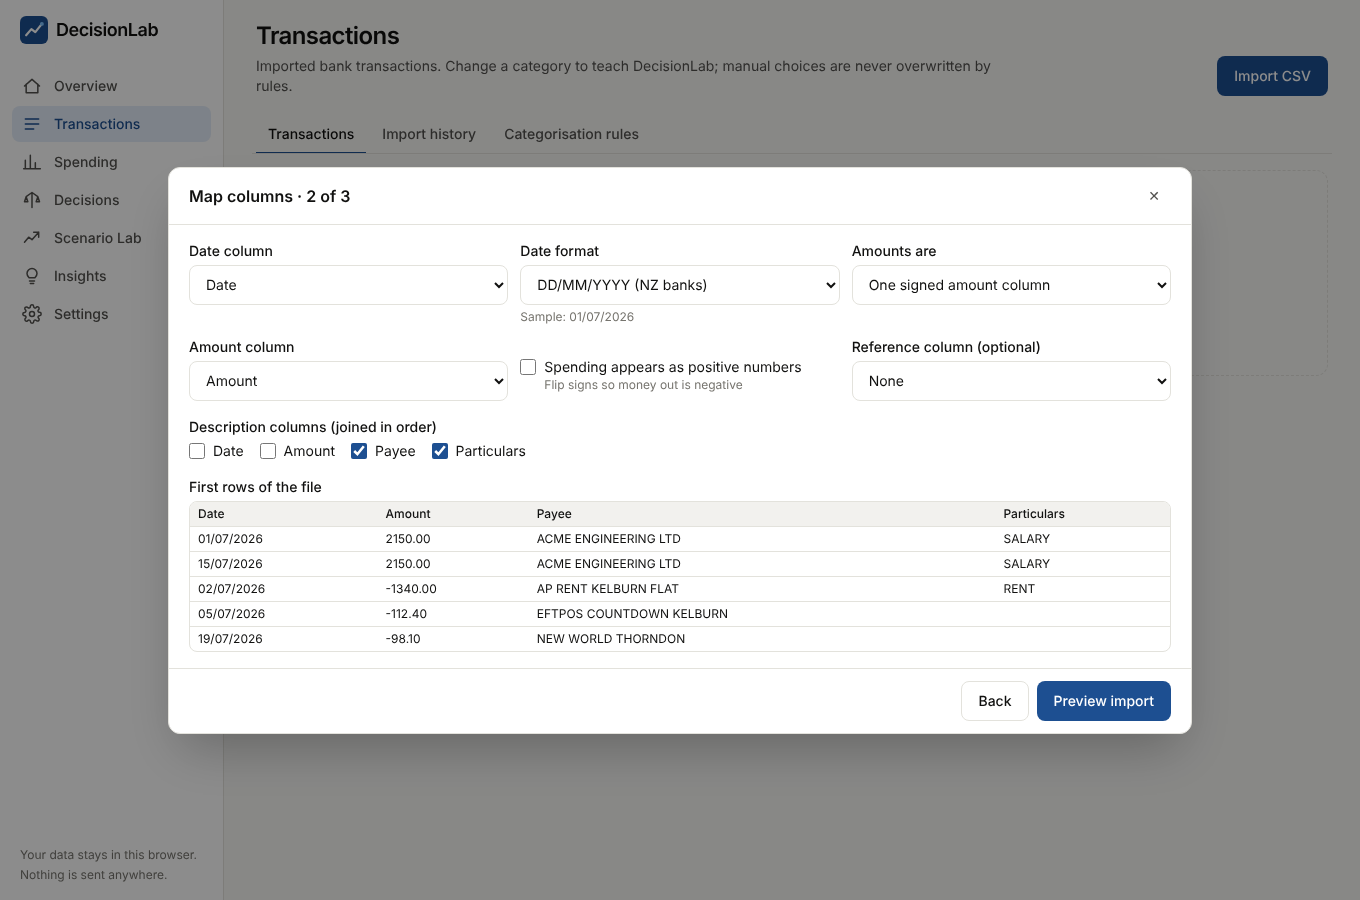 DecisionLab
Overview
Transactions
Spending
Decisions
Scenario Lab
Insights
Settings
Your data stays in this browser.
Nothing is sent anywhere.
Transactions
Imported bank transactions. Change a category to teach DecisionLab; manual choices are never overwritten by
rules.
Import CSV
Transactions Import history Categorisation rules
Map columns · 2 of 3
×
Date column Date format Amounts are
Date DD/MM/YYYY (NZ banks) One signed amount column
Sample: 01/07/2026
Amount column Reference column (optional)
Amount Spending appears as positive numbers None
Flip signs so money out is negative
Description columns (joined in order)
Date Amount Payee Particulars
First rows of the file
Date Amount Payee Particulars
01/07/2026 2150.00 ACME ENGINEERING LTD SALARY
15/07/2026 2150.00 ACME ENGINEERING LTD SALARY
02/07/2026 -1340.00 AP RENT KELBURN FLAT RENT
05/07/2026 -112.40 EFTPOS COUNTDOWN KELBURN
19/07/2026 -98.10 NEW WORLD THORNDON
Back Preview import